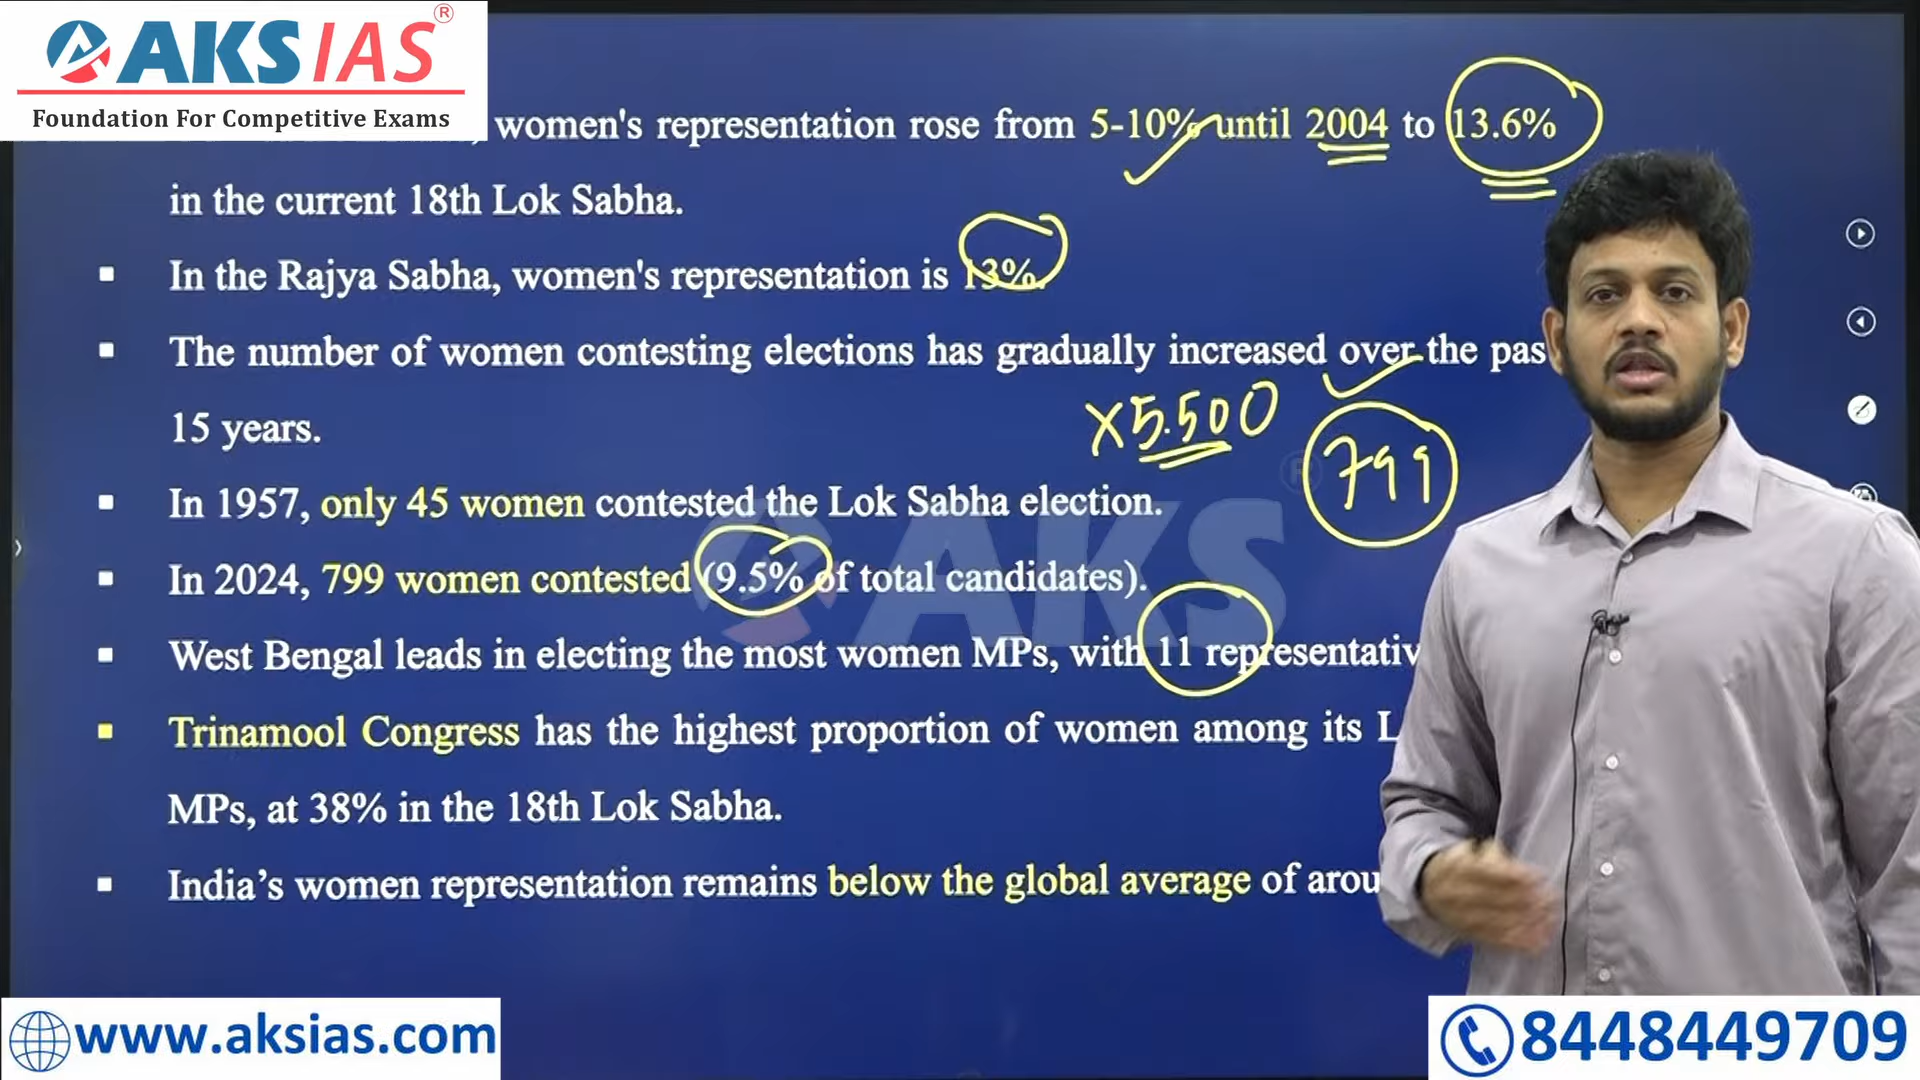 AKS IAS ®
Foundation For Competitive Exams
women's representation rose from 5-10% until 2004 to 13.6%
in the current 18th Lok Sabha.
▪ In the Rajya Sabha, women's representation is 13%.
▪ The number of women contesting elections has gradually increased over the pas
15 years.
X5.500
799
▪ In 1957, only 45 women contested the Lok Sabha election.
▪ In 2024, 799 women contested (9.5% of total candidates).
AKS ®
▪ West Bengal leads in electing the most women MPs, with 11 representativ
▪ Trinamool Congress has the highest proportion of women among its L
MPs, at 38% in the 18th Lok Sabha.
▪ India’s women representation remains below the global average of arou
www.aksias.com
8448449709